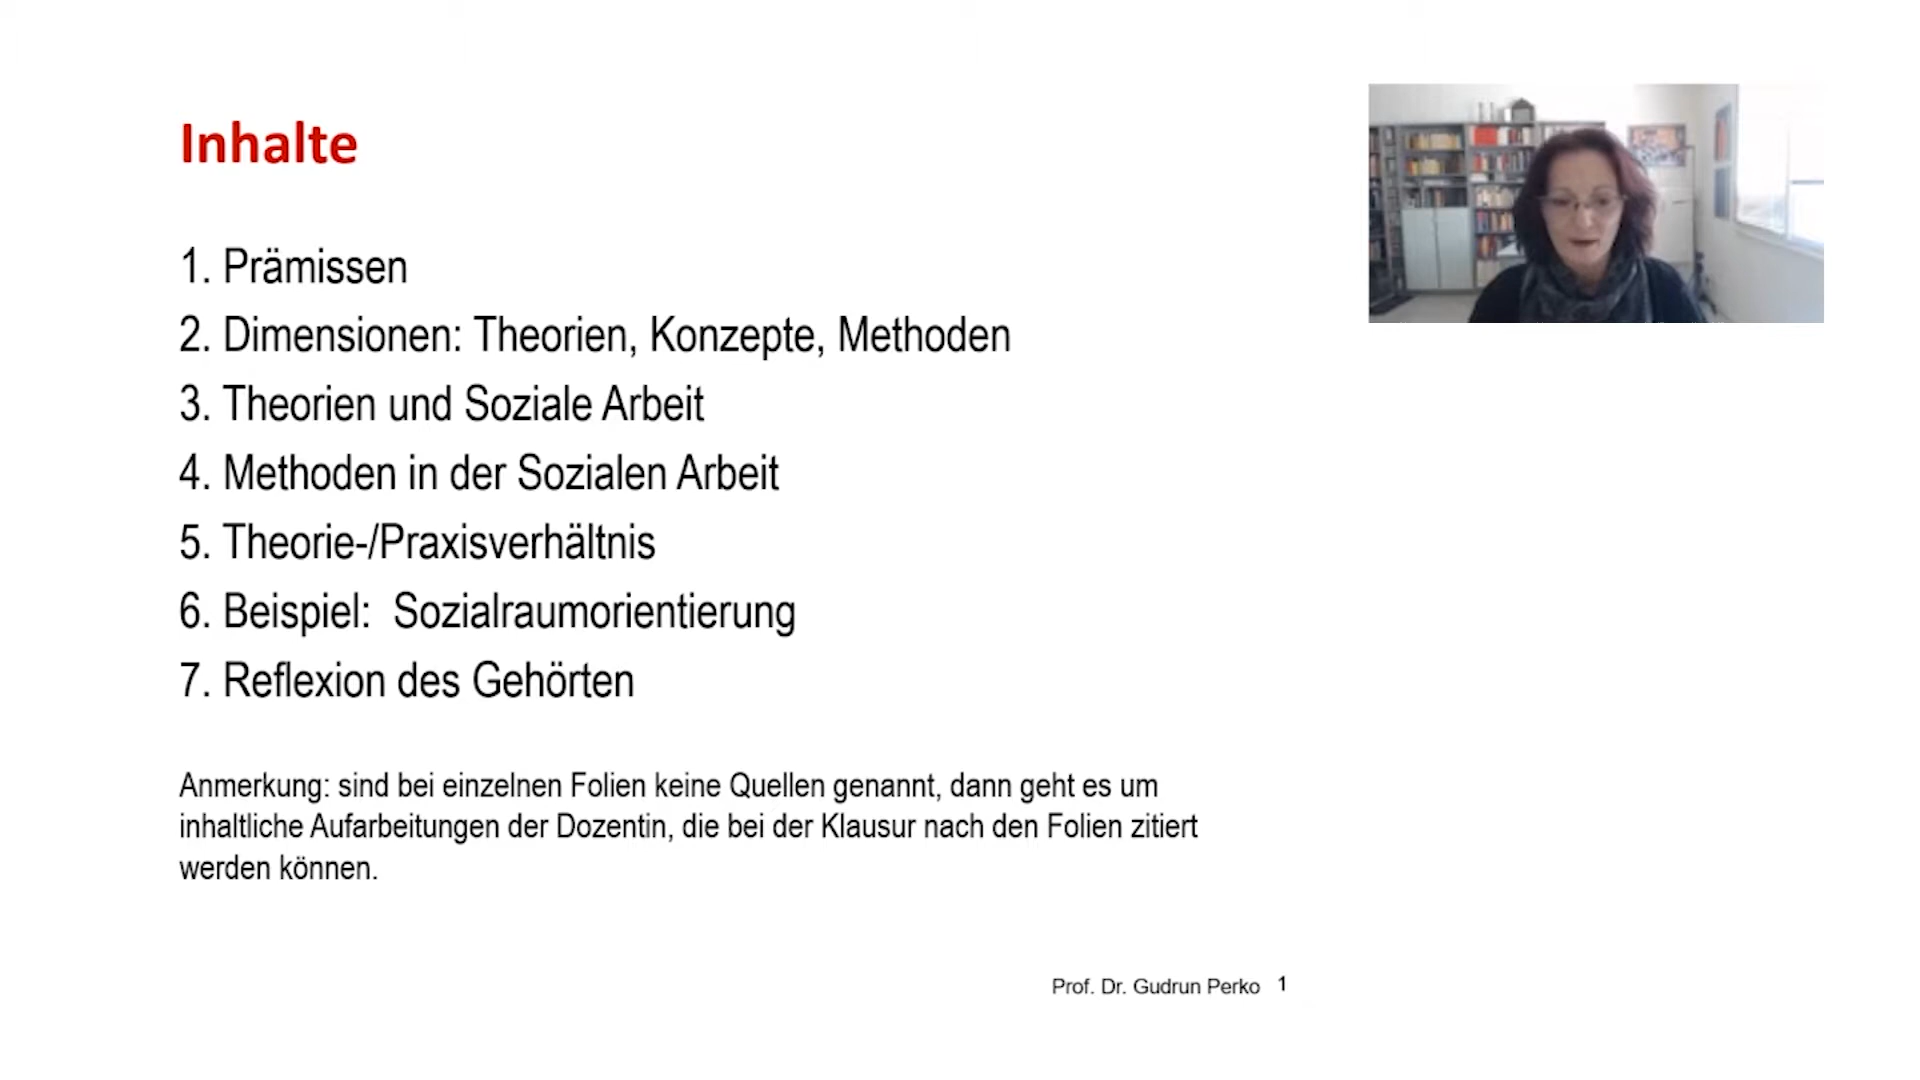 Inhalte
1. Prämissen
2. Dimensionen: Theorien, Konzepte, Methoden
3. Theorien und Soziale Arbeit
4. Methoden in der Sozialen Arbeit
5. Theorie-/Praxisverhältnis
6. Beispiel:  Sozialraumorientierung
7. Reflexion des Gehörten
Anmerkung: sind bei einzelnen Folien keine Quellen genannt, dann geht es um
inhaltliche Aufarbeitungen der Dozentin, die bei der Klausur nach den Folien zitiert
werden können.
Prof. Dr. Gudrun Perko 1